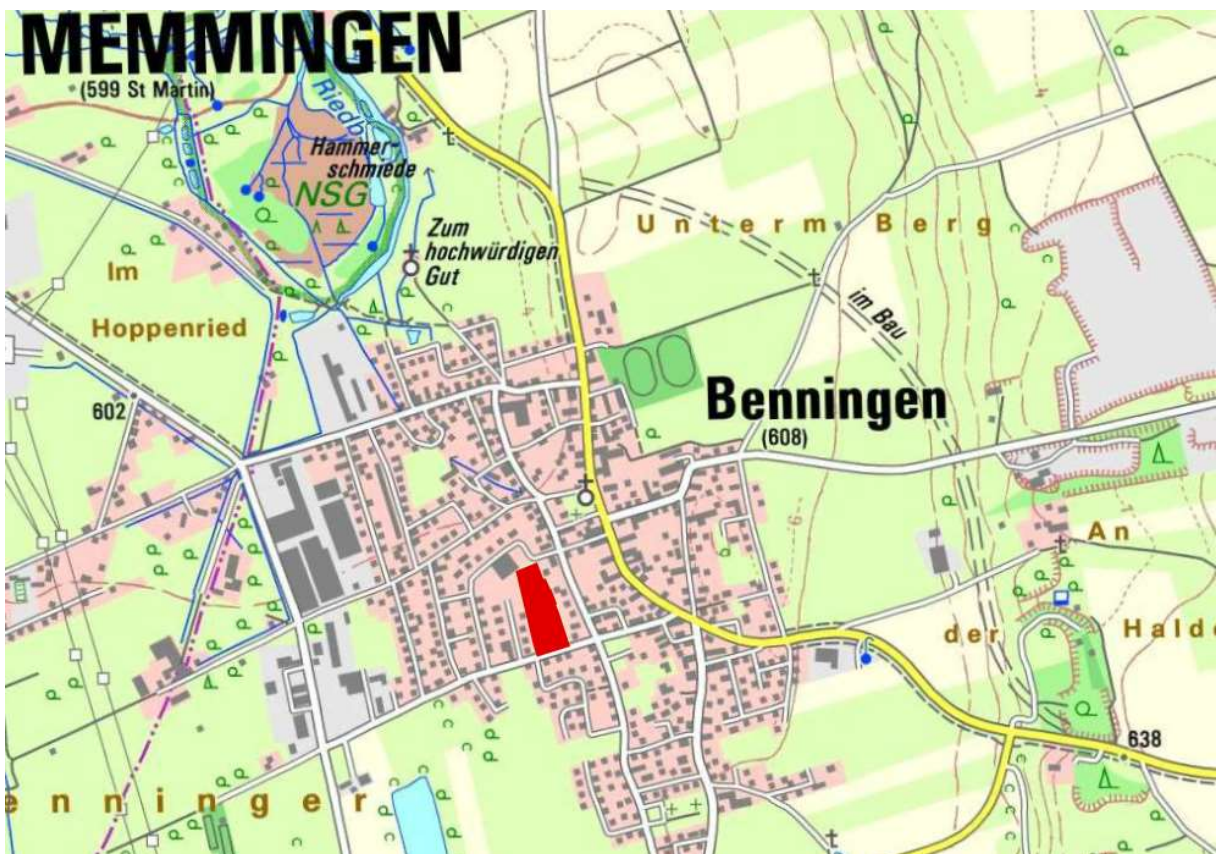 MEMMINGEN
(599 St Martin)
Riedb
Hammer-
schmiede
NSG
Zum
hochwürdigen
Gut
Unterm Berg
Im
Hoppenried
im Bau
602
Benningen
(608)
An
der Halde
638
enninger